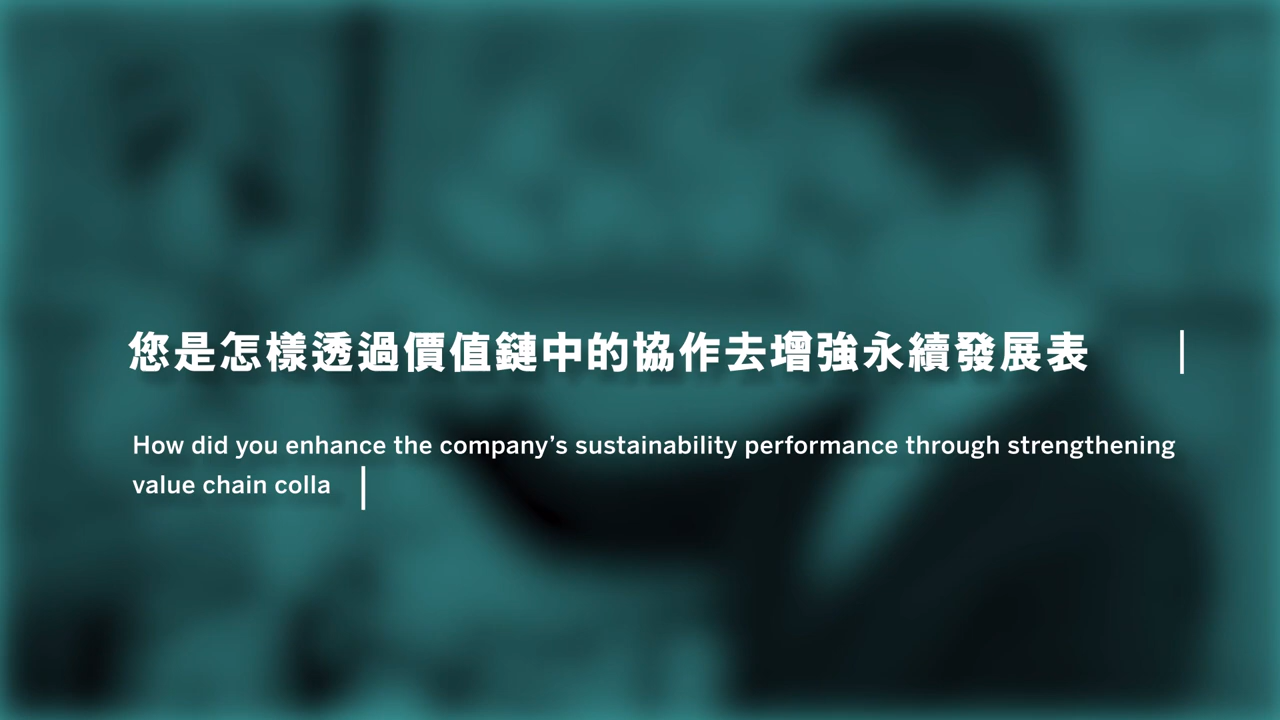 您是怎樣透過價值鏈中的協作去增強永續發展表
How did you enhance the company’s sustainability performance through strengthening
value chain colla